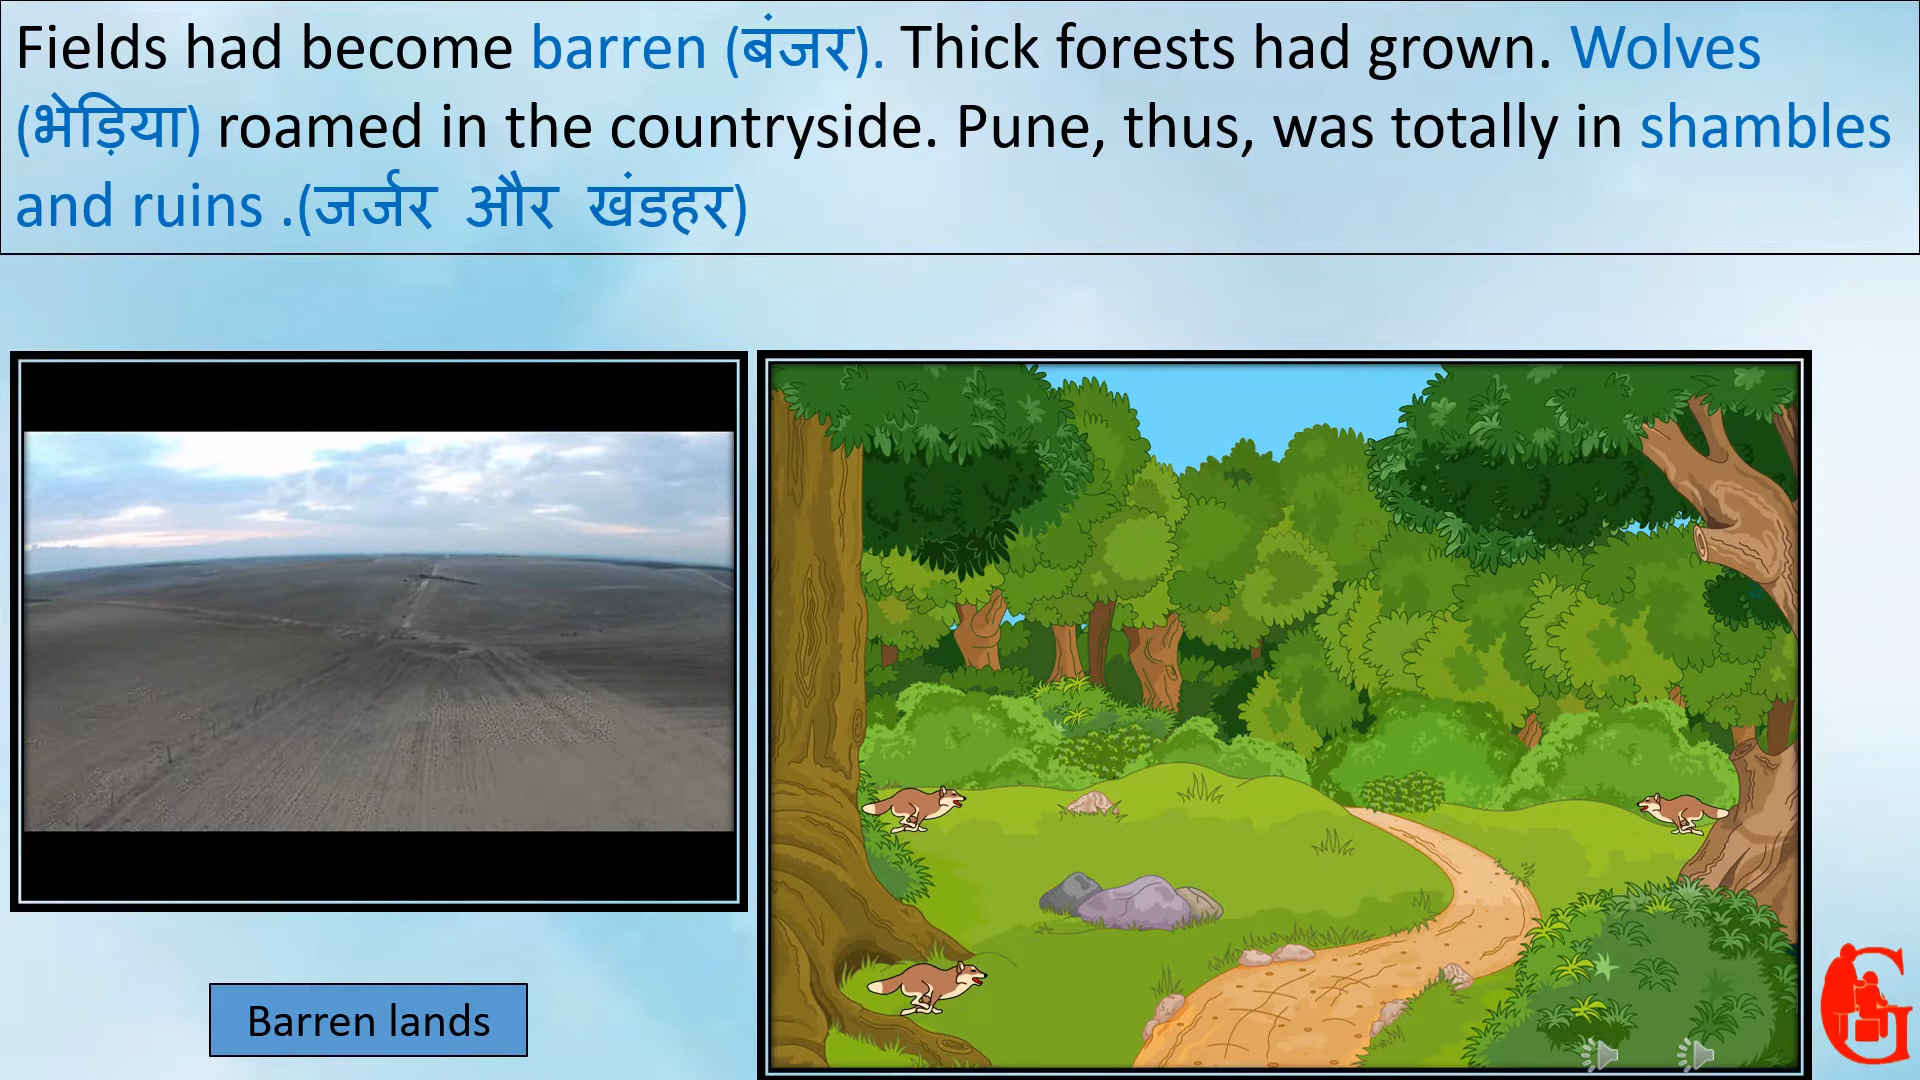 Fields had become barren (बंजर). Thick forests had grown. Wolves
(भेड़िया) roamed in the countryside. Pune, thus, was totally in shambles
and ruins .(जर्जर और खंडहर)
Barren lands